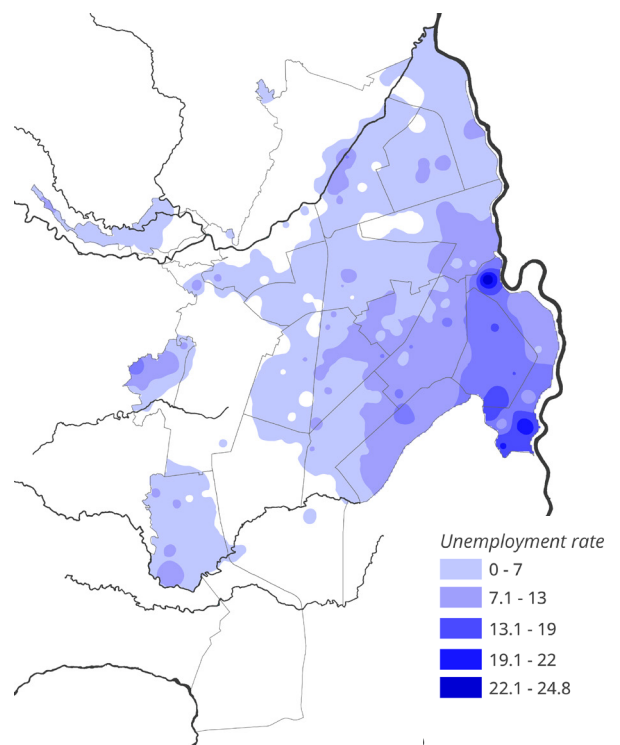 Unemployment rate
0 - 7
7.1 - 13
13.1 - 19
19.1 - 22
22.1 - 24.8